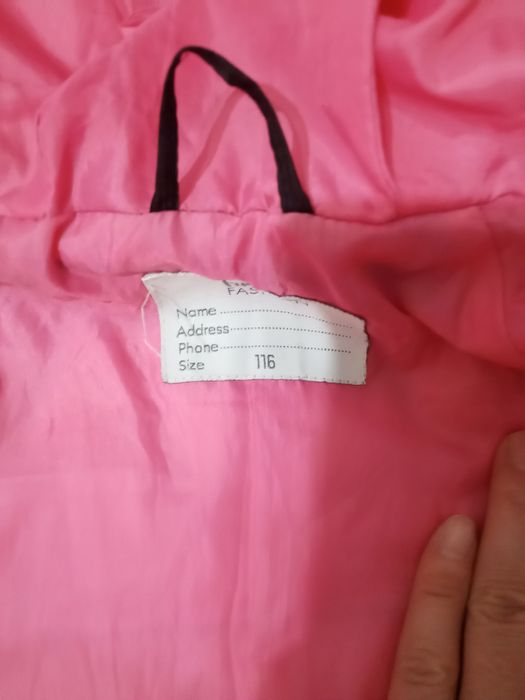 Name
Address
Phone
Size 116